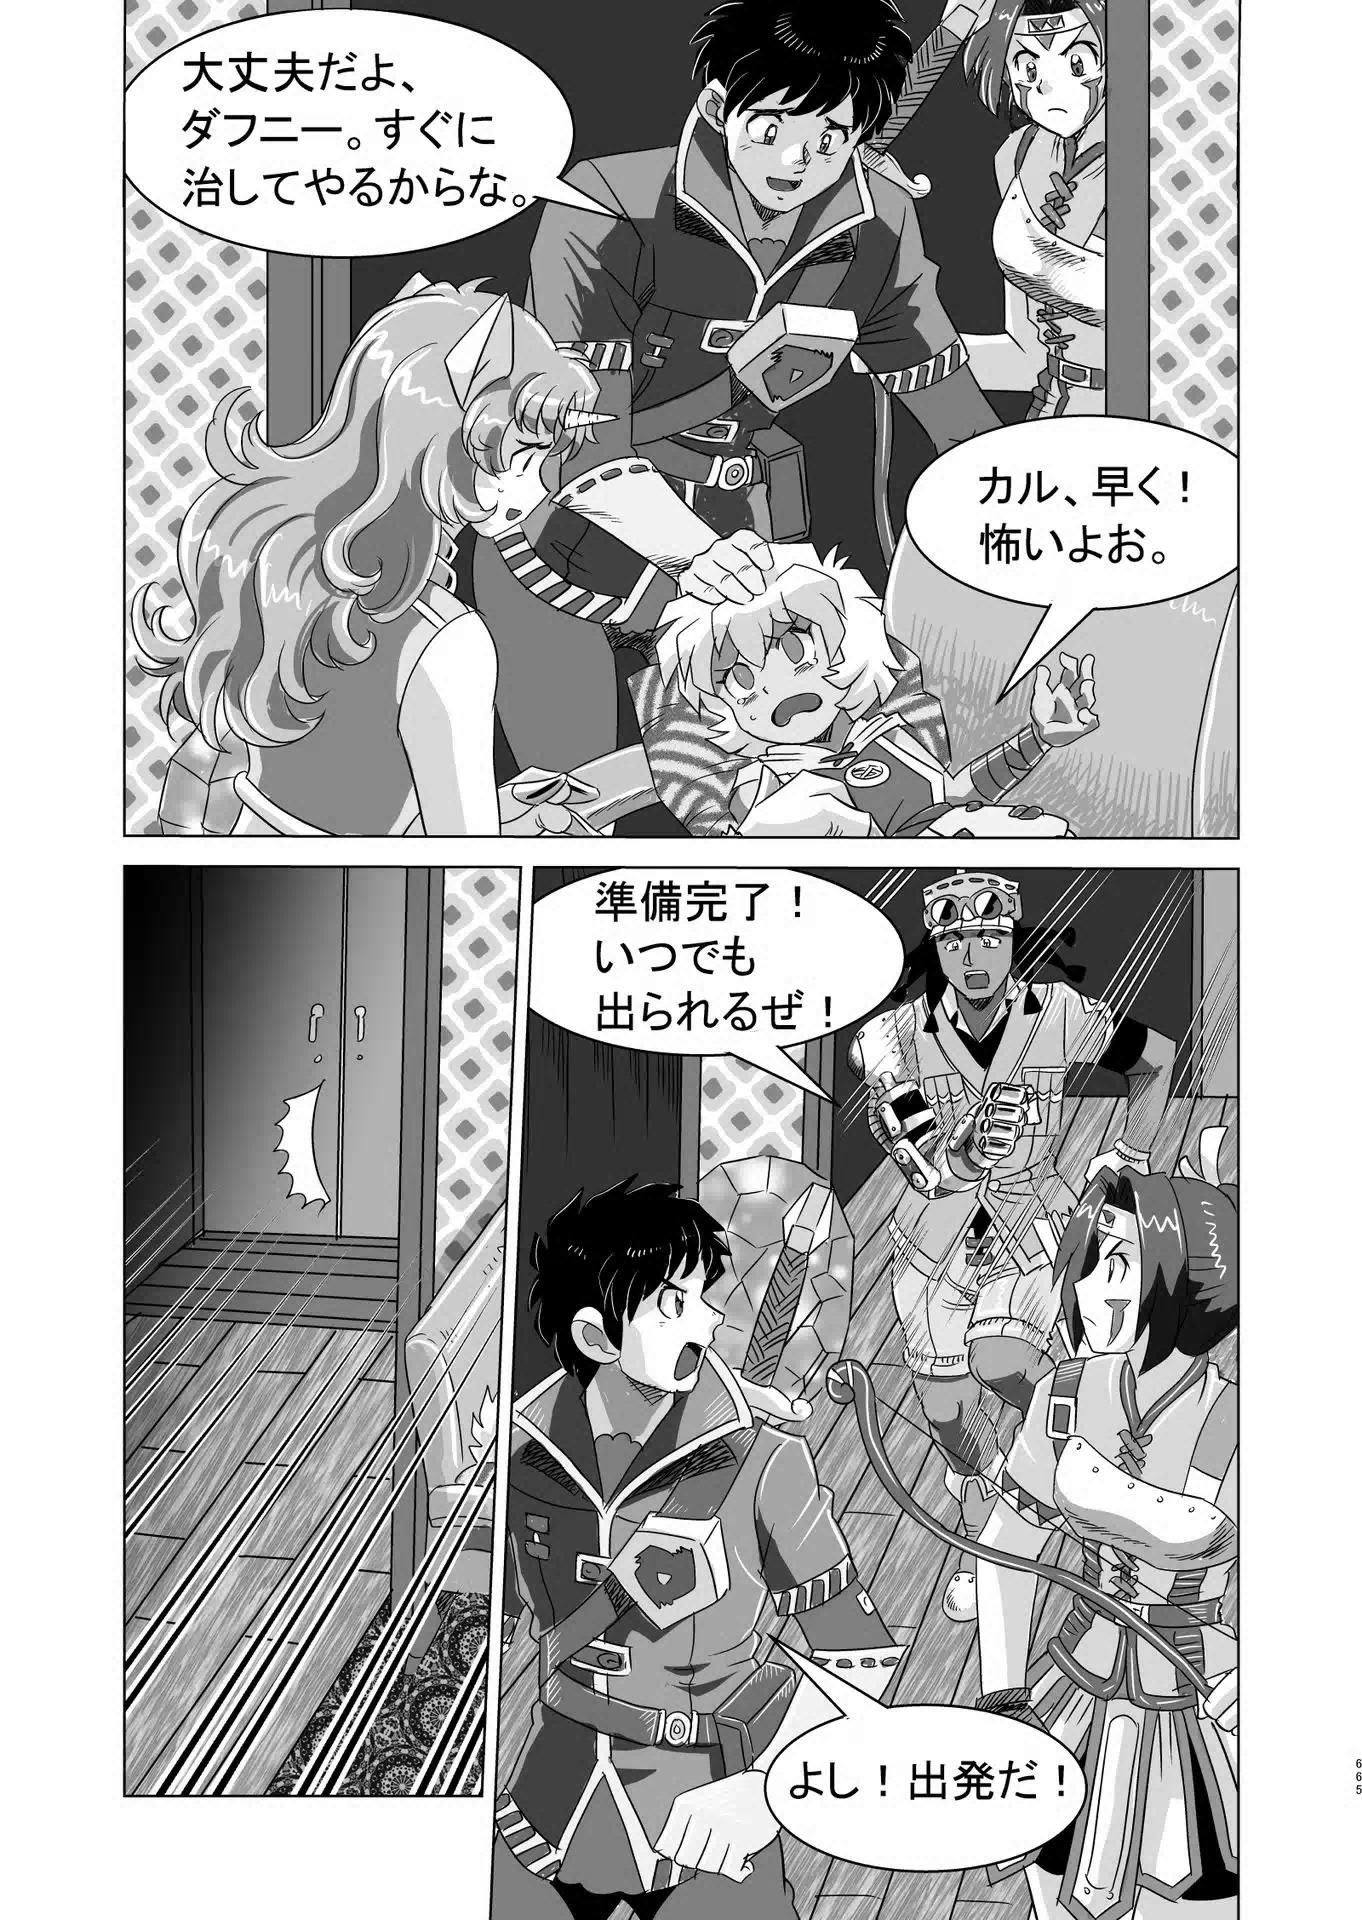 大丈夫だよ、
ダフニー。すぐに
治してやるからな。
カル、早く!
怖いよお。
準備完了!
いつでも
出られるぜ!
よし!出発だ!
665